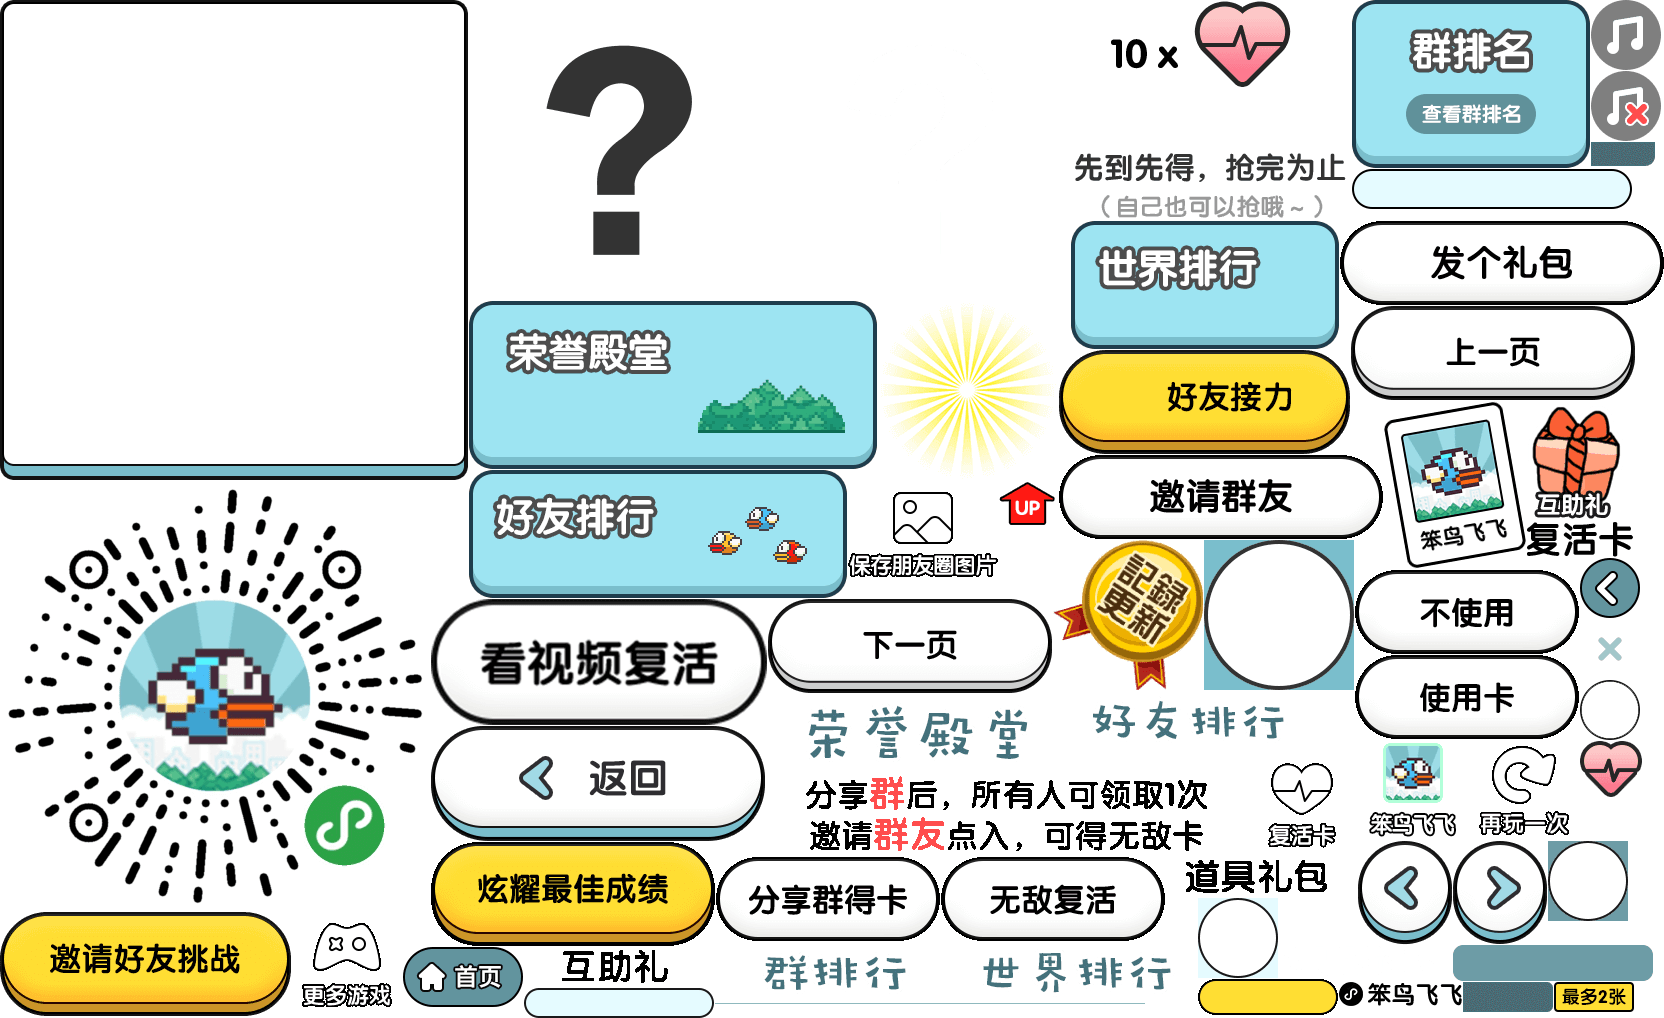 ?
10 x
群排名
查看群排名
先到先得，抢完为止
（自己也可以抢哦~）
世界排行
发个礼包
荣誉殿堂
上一页
好友接力
好友排行
UP
邀请群友
笨鸟飞飞
互助礼
复活卡
保存朋友圈图片
記録
更新
不使用
看视频复活
下一页
使用卡
荣誉殿堂
好友排行
返回
分享群后，所有人可领取1次
邀请群友点入，可得无敌卡
复活卡
笨鸟飞飞
再玩一次
炫耀最佳成绩
分享群得卡
无敌复活
道具礼包
邀请好友挑战
更多游戏
首页
互助礼
群排行
世界排行
笨鸟飞飞
最多2张